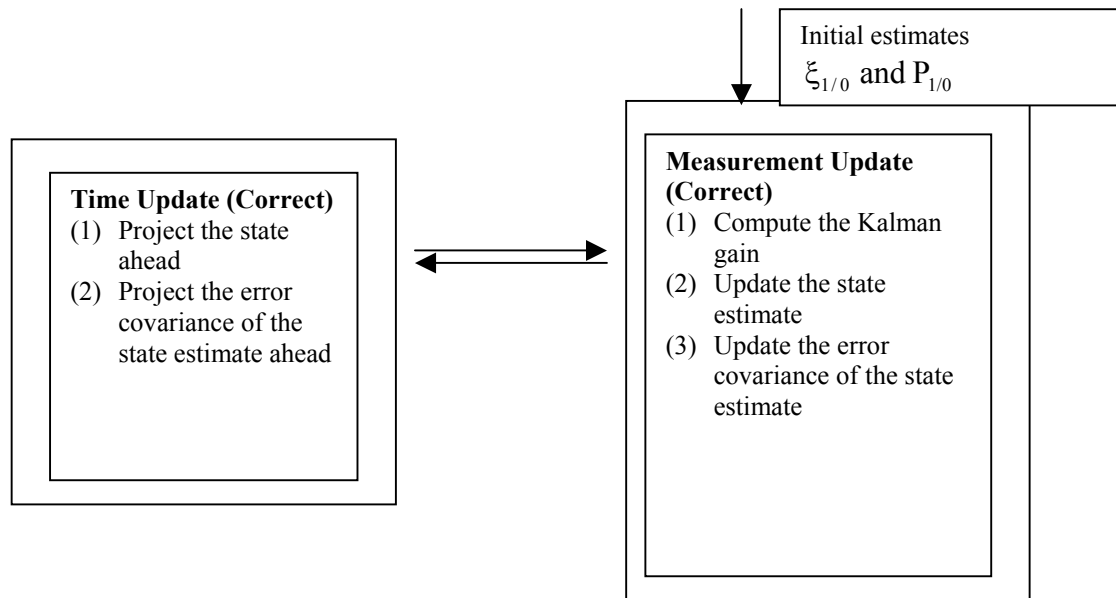 Initial estimates
ξ1/0 and P1/0
Time Update (Correct)
(1) Project the state
ahead
(2) Project the error
covariance of the
state estimate ahead
Measurement Update
(Correct)
(1) Compute the Kalman
gain
(2) Update the state
estimate
(3) Update the error
covariance of the state
estimate